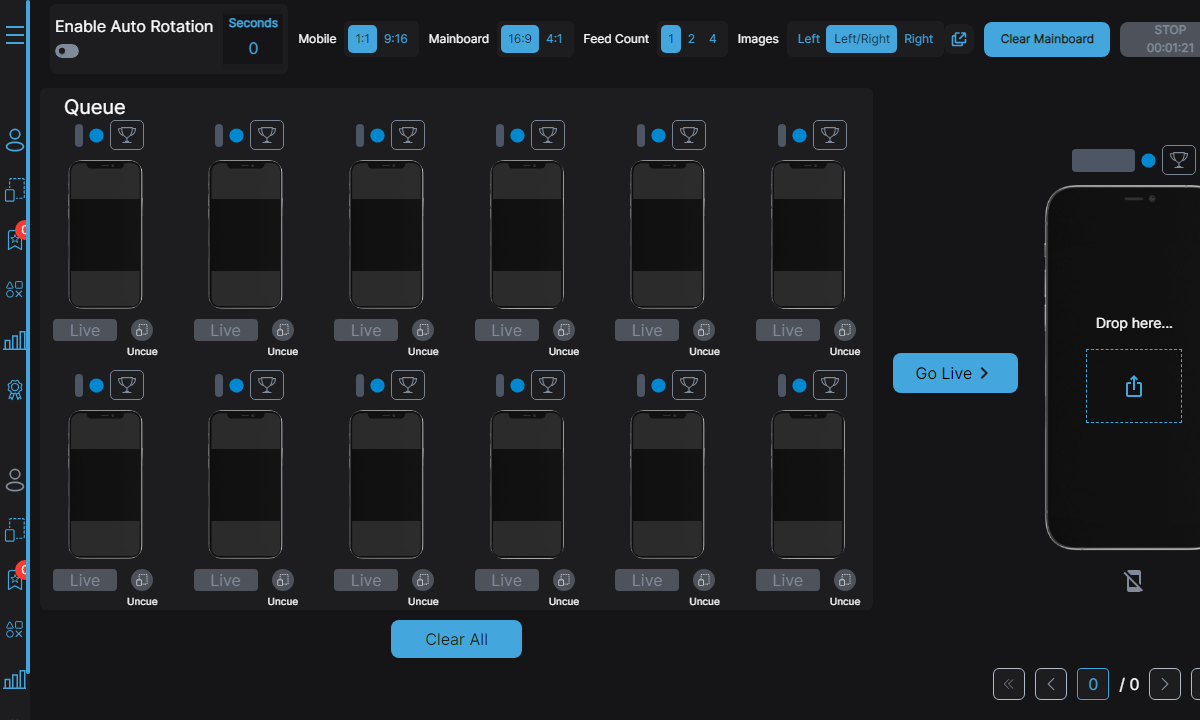 Enable Auto Rotation
Seconds
0
Mobile 1:1 9:16
Mainboard 16:9 4:1
Feed Count 1 2 4
Images Left Left/Right Right
Clear Mainboard
STOP
00:01:21
Queue
Live Live Live Live Live Live
Uncue Uncue Uncue Uncue Uncue Uncue
Live Live Live Live Live Live
Uncue Uncue Uncue Uncue Uncue Uncue
Clear All
Go Live
Drop here...
0 / 0